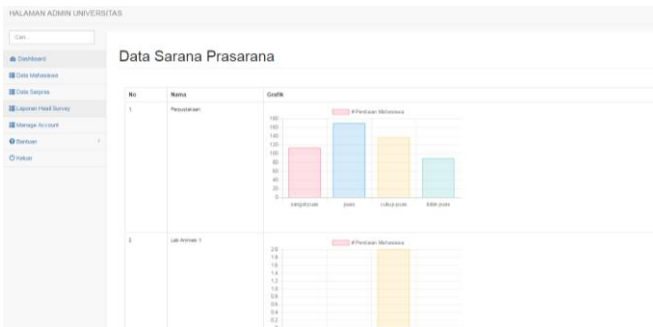 HALAMAN ADMIN UNIVERSITAS
Cari...
Dashboard
Data Mahasiswa
Data Sarpras
Laporan Hasil Survey
Manage Account
Bantuan
Keluar
Data Sarana Prasarana
No Nama Grafik
1 Perpustakaan
# Penilaian Mahasiswa
180
160
140
120
100
80
60
40
20
0
sangat puas puas cukup puas tidak puas
2 Lab Animasi 1
# Penilaian Mahasiswa
2.0
1.8
1.6
1.4
1.2
1.0
0.8
0.6
0.4
0.2